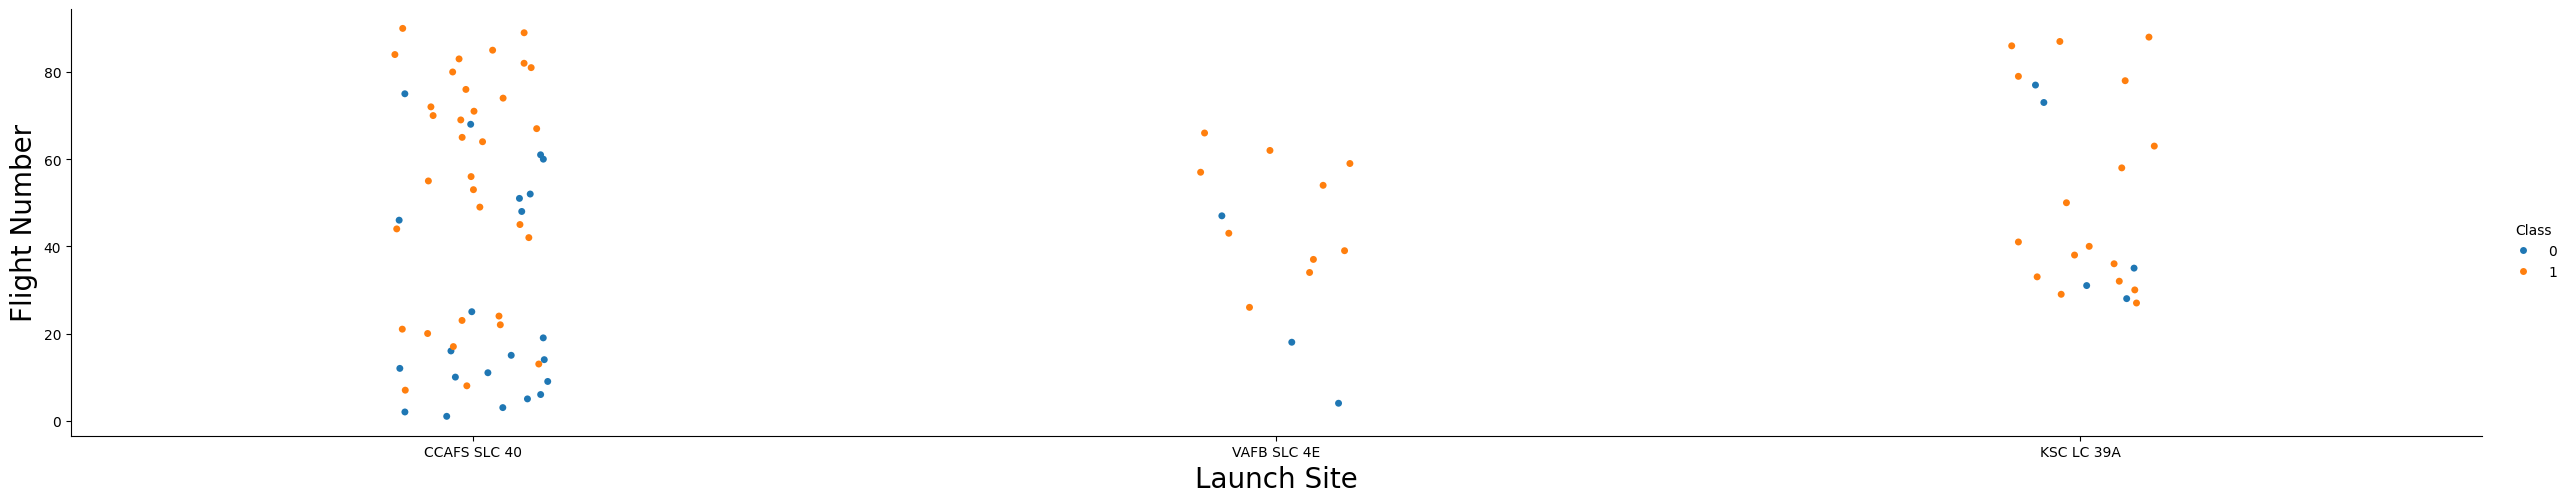 Flight Number
80
60
40
20
0
CCAFS SLC 40
VAFB SLC 4E
KSC LC 39A
Launch Site
Class
0
1